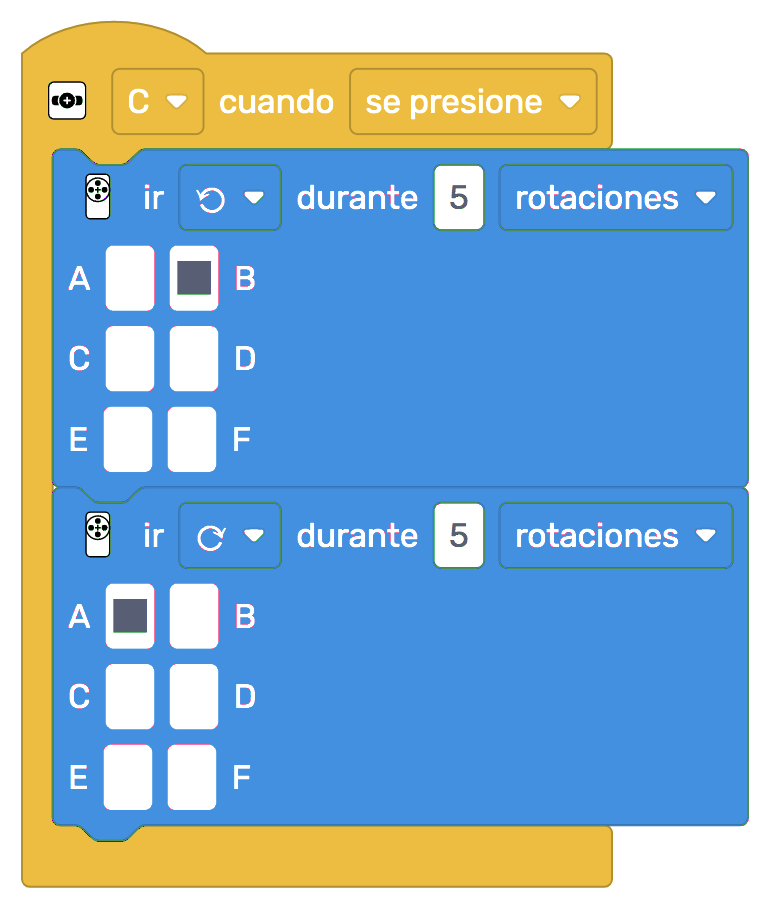 C cuando se presione
ir durante 5 rotaciones
A B
C D
E F
ir durante 5 rotaciones
A B
C D
E F